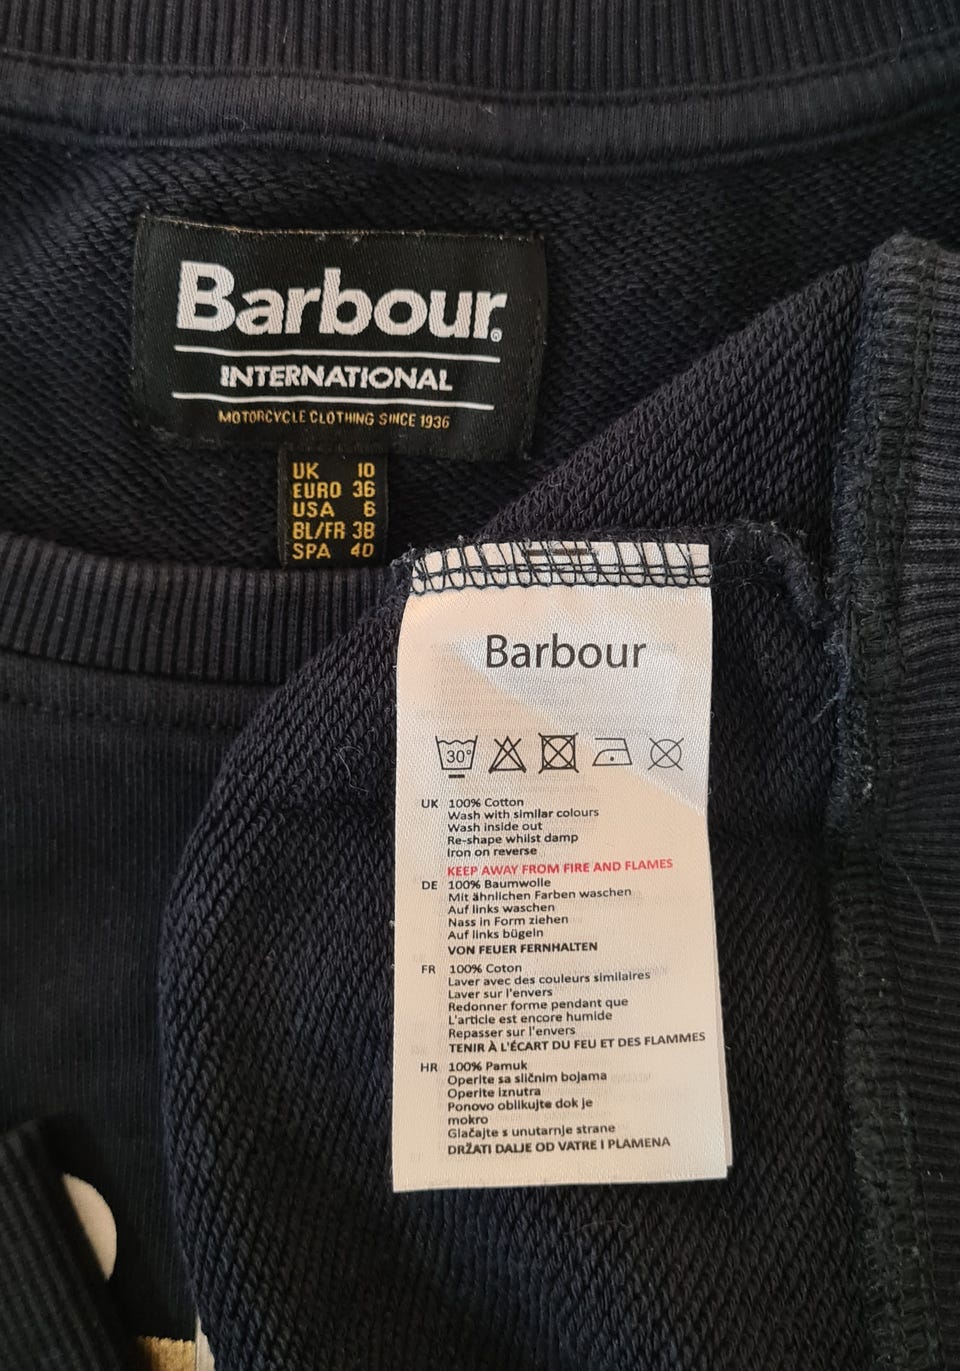 Barbour®
INTERNATIONAL
MOTORCYCLE CLOTHING SINCE 1936
UK 10
EURO 36
USA 6
BL/FR 38
SPA 40
Barbour
30°
UK 100% Cotton
Wash with similar colours
Wash inside out
Re-shape whilst damp
Iron on reverse
KEEP AWAY FROM FIRE AND FLAMES
DE 100% Baumwolle
Mit ähnlichen Farben waschen
Auf links waschen
Nass in Form ziehen
Auf links bügeln
VON FEUER FERNHALTEN
FR 100% Coton
Laver avec des couleurs similaires
Laver sur l'envers
Redonner forme pendant que
L'article est encore humide
Repasser sur l'envers
TENIR À L'ÉCART DU FEU ET DES FLAMMES
HR 100% Pamuk
Operite sa sličnim bojama
Operite iznutra
Ponovo oblikujte dok je
mokro
Glačajte s unutarnje strane
DRŽATI DALJE OD VATRE I PLAMENA